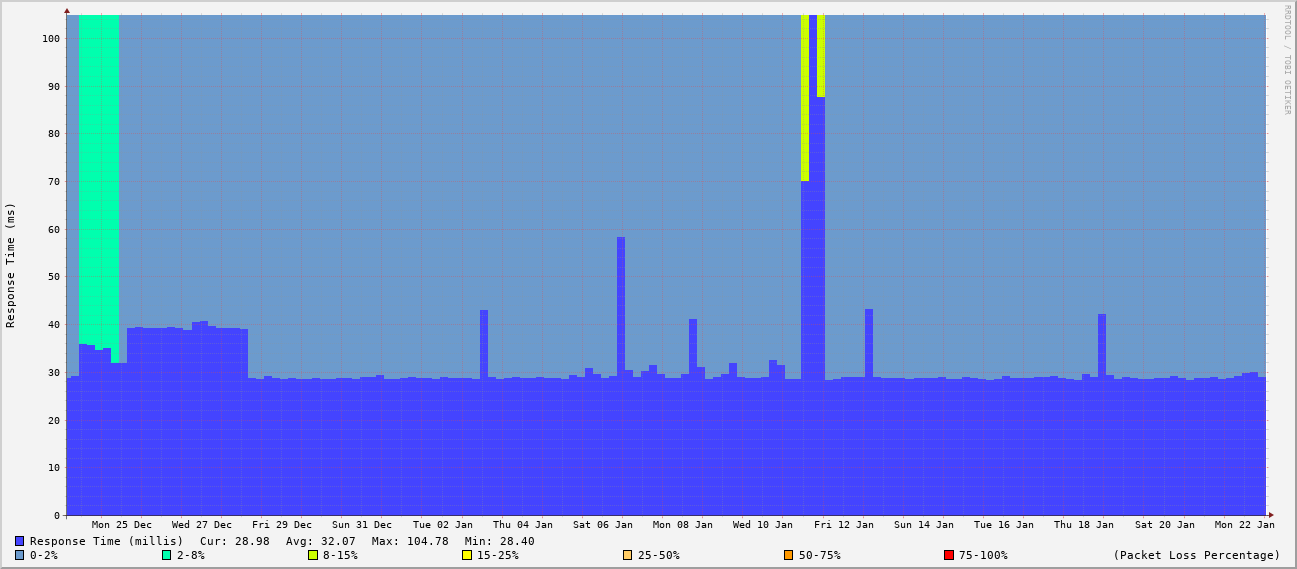 RRDTOOL / TOBI OETIKER
Response Time (ms)
100
90
80
70
60
50
40
30
20
10
0
Mon 25 Dec Wed 27 Dec Fri 29 Dec Sun 31 Dec Tue 02 Jan Thu 04 Jan Sat 06 Jan Mon 08 Jan Wed 10 Jan Fri 12 Jan Sun 14 Jan Tue 16 Jan Thu 18 Jan Sat 20 Jan Mon 22 Jan
Response Time (millis) Cur: 28.98 Avg: 32.07 Max: 104.78 Min: 28.40
0-2% 2-8% 8-15% 15-25% 25-50% 50-75% 75-100% (Packet Loss Percentage)